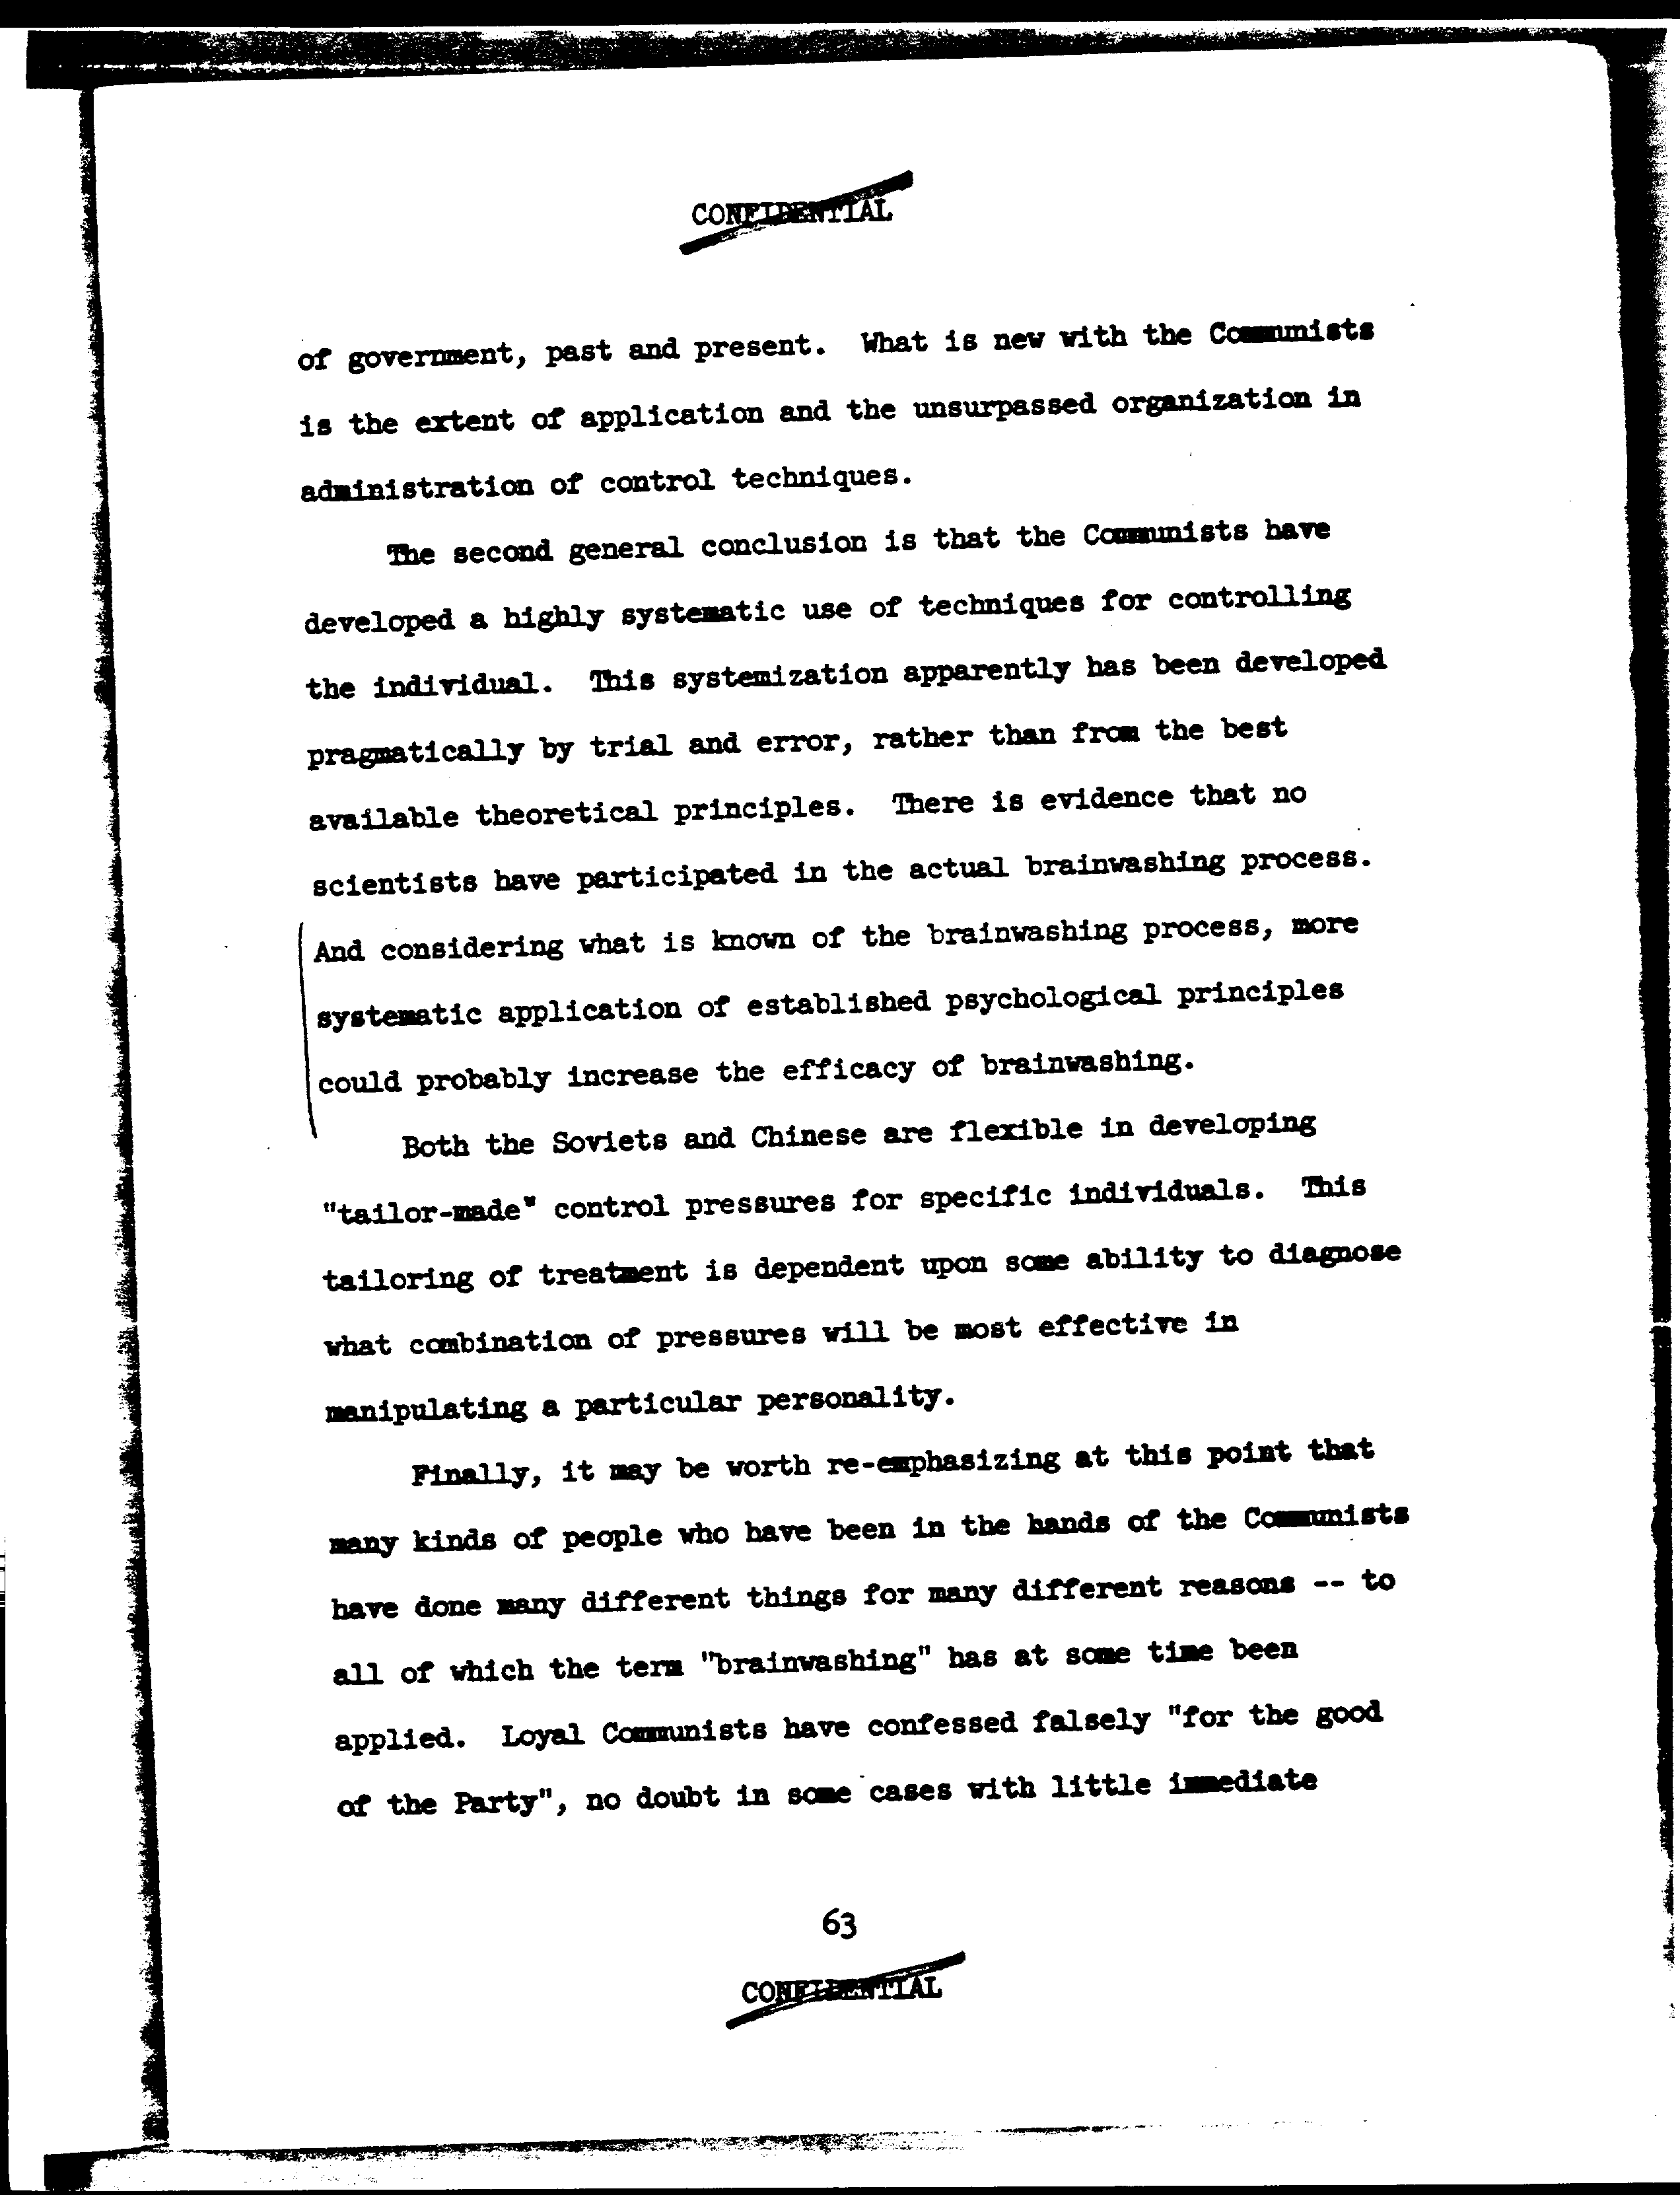 CONFIDENTIAL
of government, past and present. What is new with the Communists
is the extent of application and the unsurpassed organization in
administration of control techniques.
The second general conclusion is that the Communists have
developed a highly systematic use of techniques for controlling
the individual. This systemization apparently has been developed
pragmatically by trial and error, rather than from the best
available theoretical principles. There is evidence that no
scientists have participated in the actual brainwashing process.
And considering what is known of the brainwashing process, more
systematic application of established psychological principles
could probably increase the efficacy of brainwashing.
Both the Soviets and Chinese are flexible in developing
"tailor-made" control pressures for specific individuals. This
tailoring of treatment is dependent upon some ability to diagnose
what combination of pressures will be most effective in
manipulating a particular personality.
Finally, it may be worth re-emphasizing at this point that
many kinds of people who have been in the hands of the Communists
have done many different things for many different reasons -- to
all of which the term "brainwashing" has at some time been
applied. Loyal Communists have confessed falsely "for the good
of the Party", no doubt in some cases with little immediate
63
CONFIDENTIAL